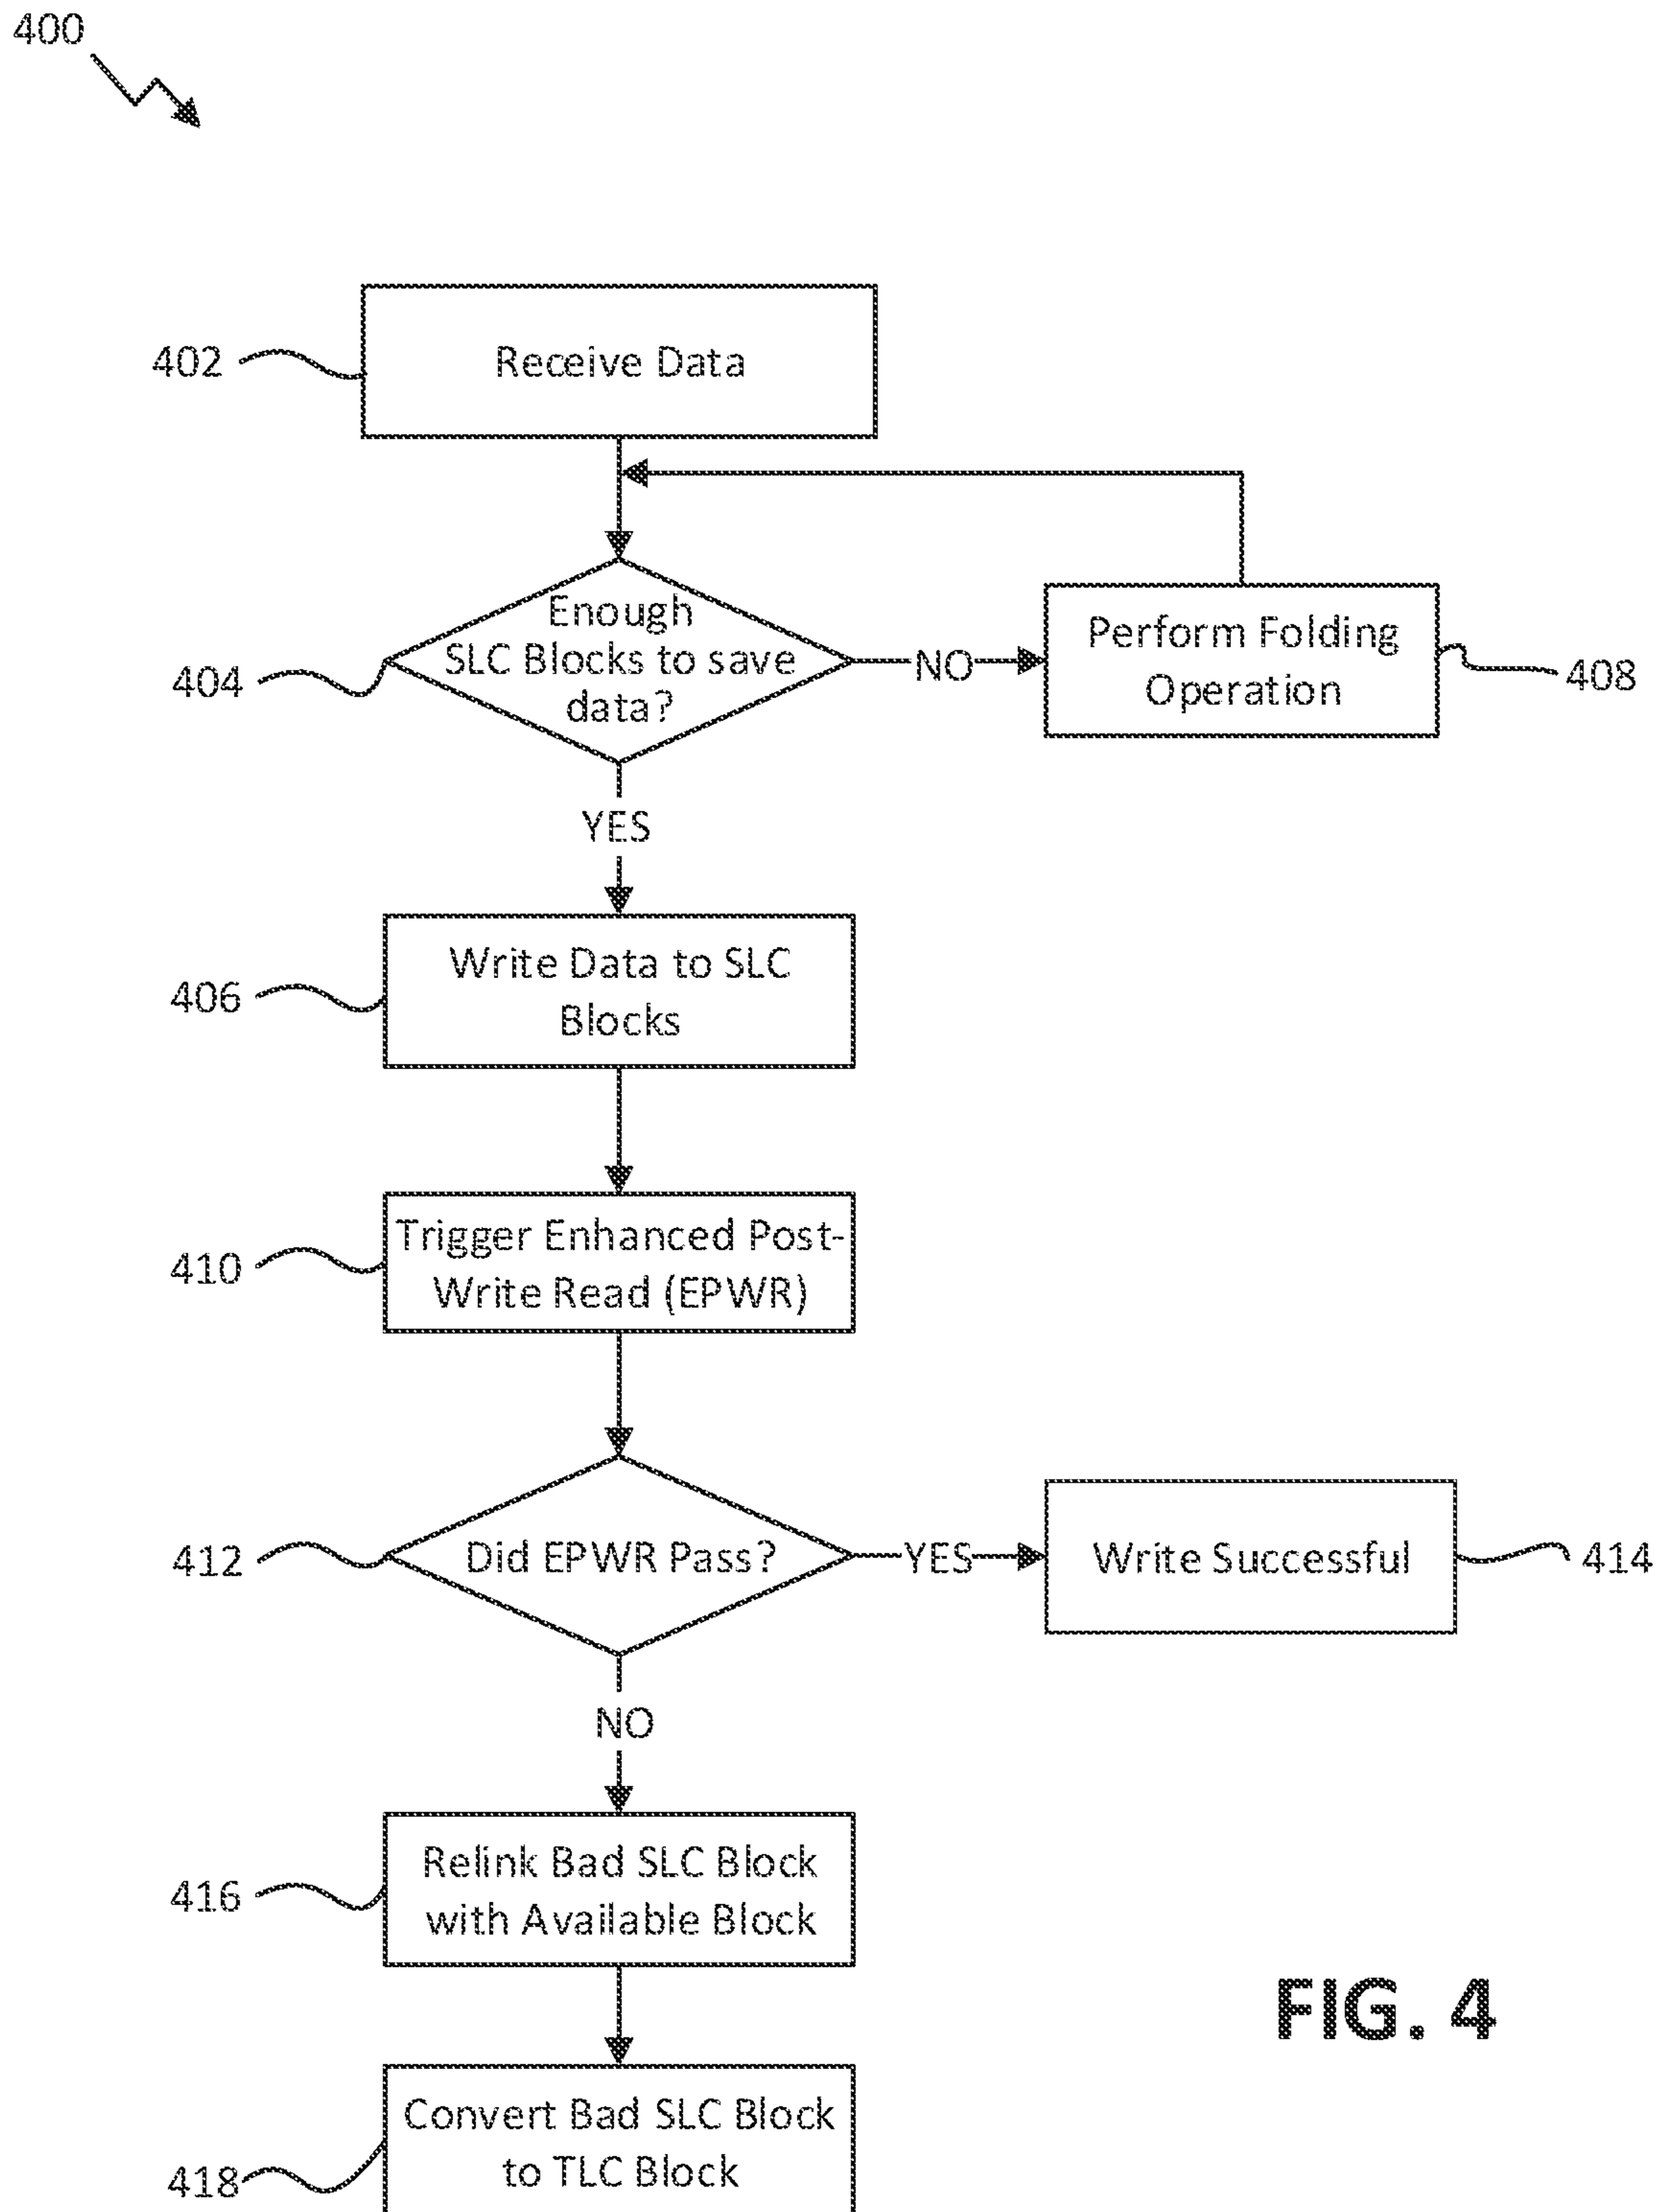 400
402
Receive Data
404
Enough
SLC Blocks to save
data?
NO
Perform Folding
Operation
408
YES
406
Write Data to SLC
Blocks
410
Trigger Enhanced Post-
Write Read (EPWR)
412
Did EPWR Pass?
YES
Write Successful
414
NO
416
Relink Bad SLC Block
with Available Block
418
Convert Bad SLC Block
to TLC Block
FIG. 4